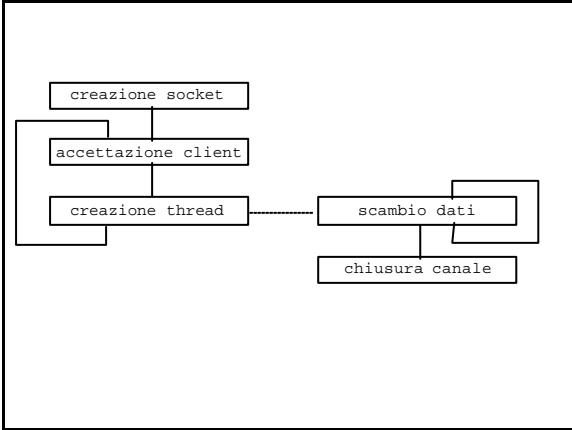 creazione socket
accettazione client
creazione thread
scambio dati
chiusura canale